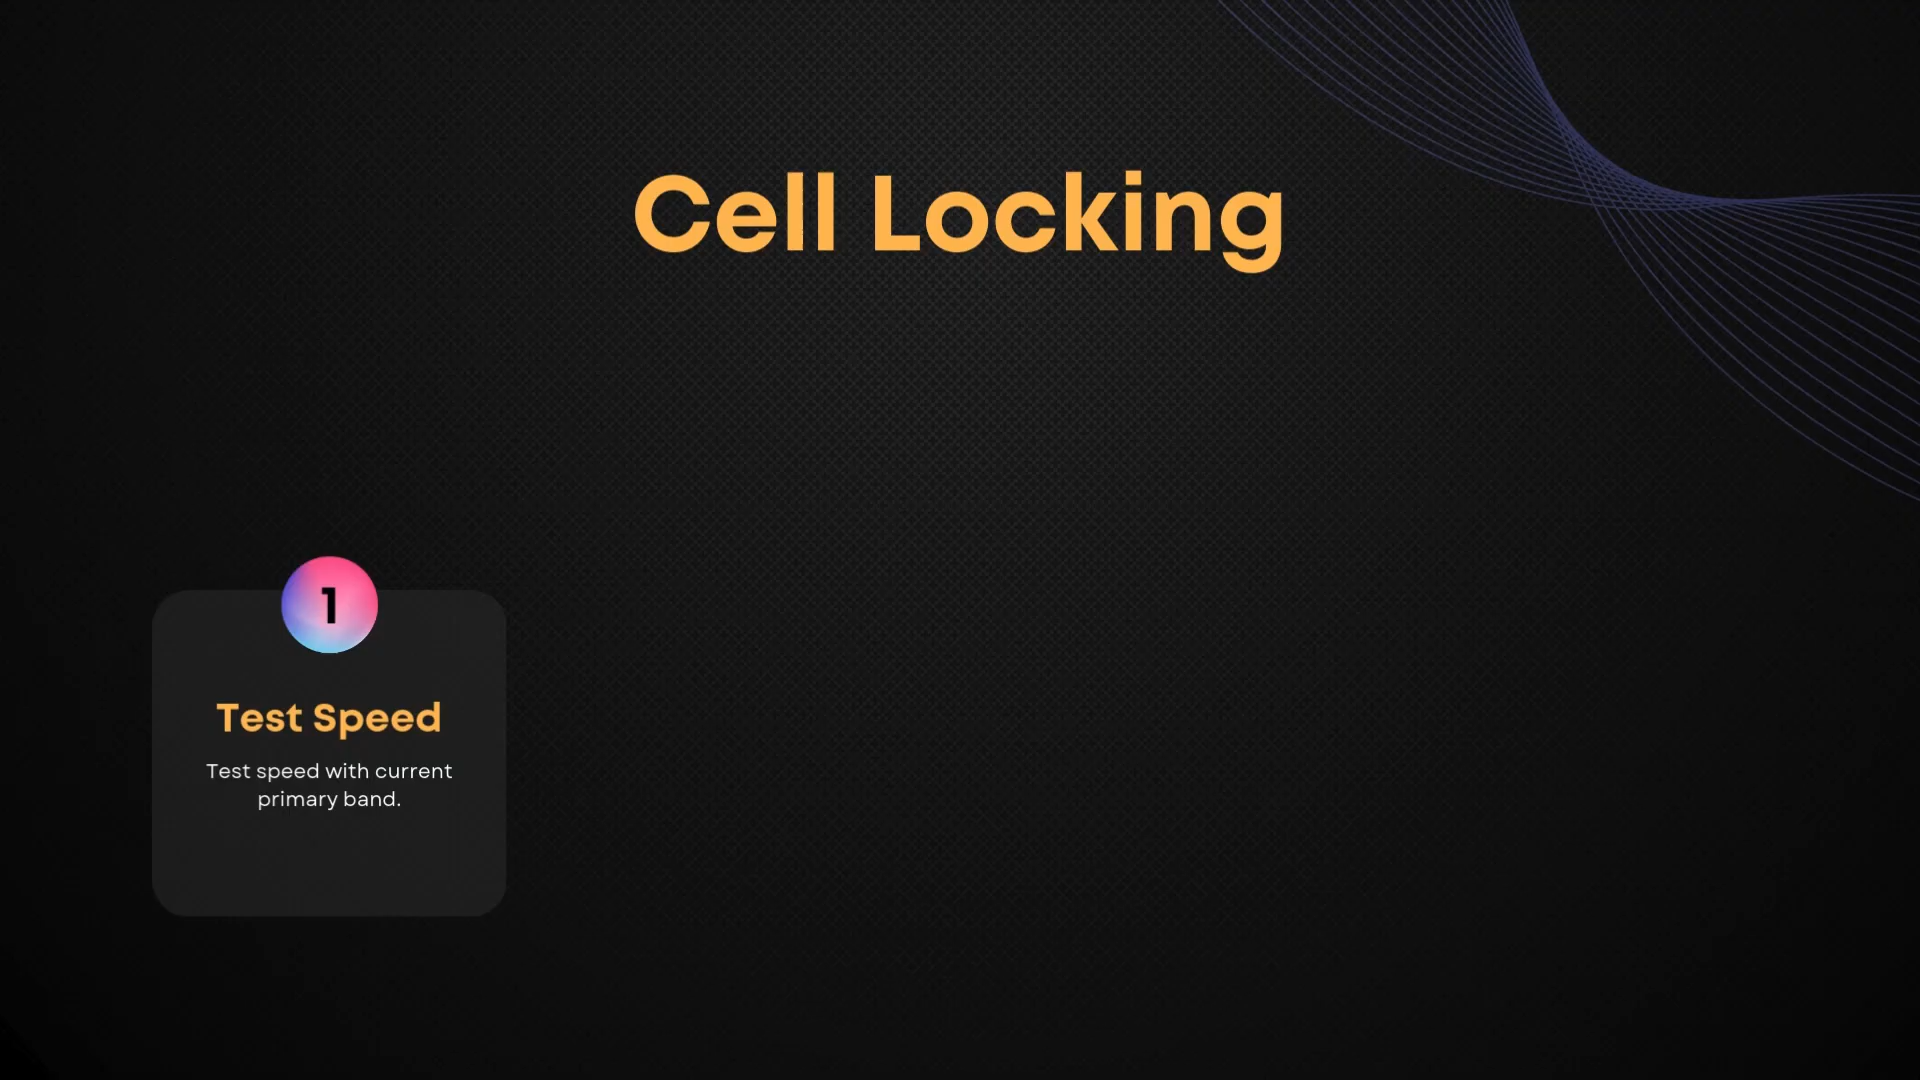 Cell Locking
1
Test Speed
Test speed with current
primary band.